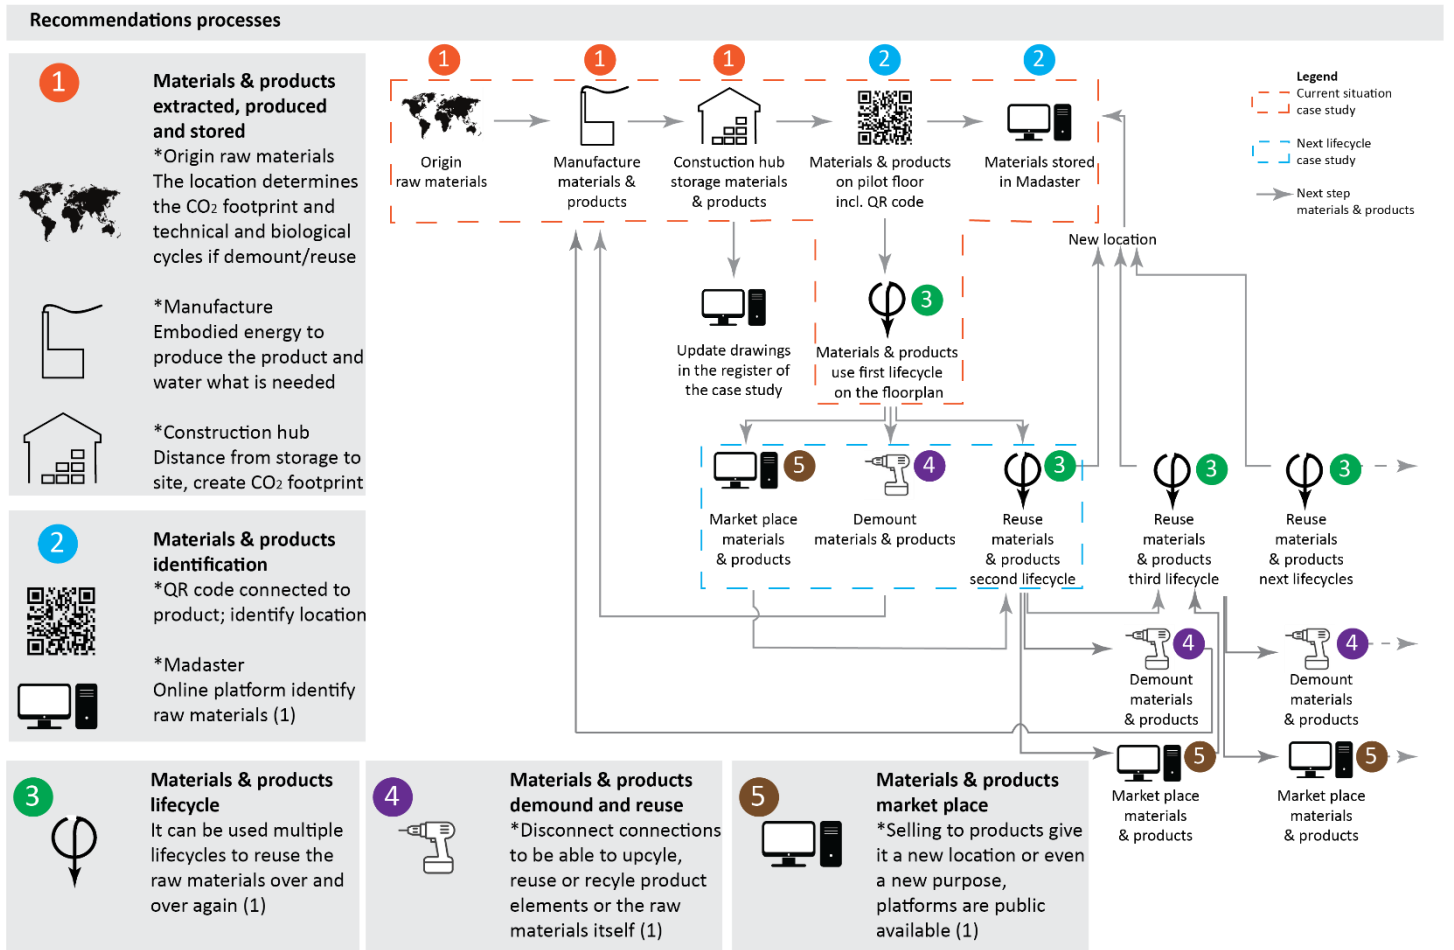 Recommendations processes
1
Materials & products
extracted, produced
and stored
*Origin raw materials
The location determines
the CO₂ footprint and
technical and biological
cycles if demount/reuse
*Manufacture
Embodied energy to
produce the product and
water what is needed
*Construction hub
Distance from storage to
site, create CO₂ footprint
2
Materials & products
identification
*QR code connected to
product; identify location
*Madaster
Online platform identify
raw materials (1)
3
Materials & products
lifecycle
It can be used multiple
lifecycles to reuse the
raw materials over and
over again (1)
4
Materials & products
demound and reuse
*Disconnect connections
to be able to upcyle,
reuse or recyle product
elements or the raw
materials itself (1)
5
Materials & products
market place
*Selling to products give
it a new location or even
a new purpose,
platforms are public
available (1)
1
Origin
raw materials
1
Manufacture
materials &
products
1
Constuction hub
storage materials
& products
2
Materials & products
on pilot floor
incl. QR code
2
Materials stored
in Madaster
Legend
Current situation
case study
Next lifecycle
case study
Next step
materials & products
New location
Update drawings
in the register of
the case study
3
Materials & products
use first lifecycle
on the floorplan
5
Market place
materials
& products
4
Demount
materials & products
3
Reuse
materials
& products
second lifecycle
3
Reuse
materials
& products
third lifecycle
3
Reuse
materials
& products
next lifecycles
4
Demount
materials
& products
4
Demount
materials
& products
5
Market place
materials
& products
5
Market place
materials
& products